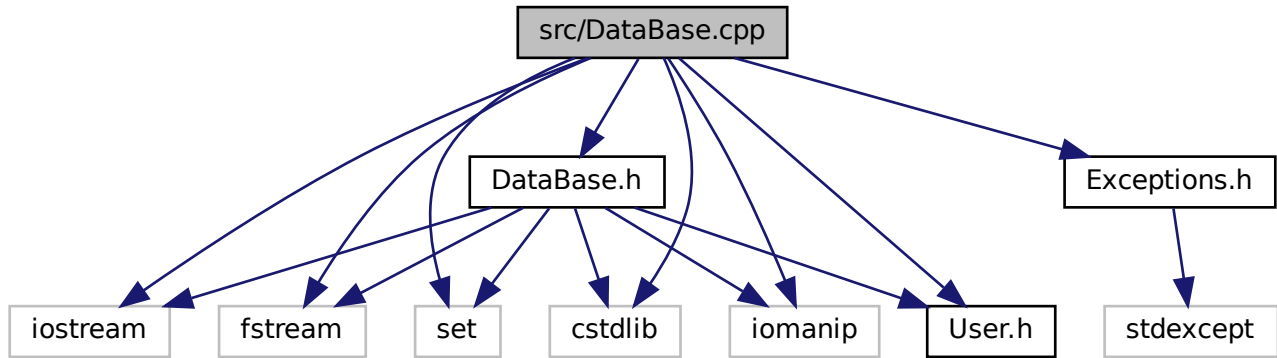 src/DataBase.cpp
DataBase.h
Exceptions.h
iostream
fstream
set
cstdlib
iomanip
User.h
stdexcept